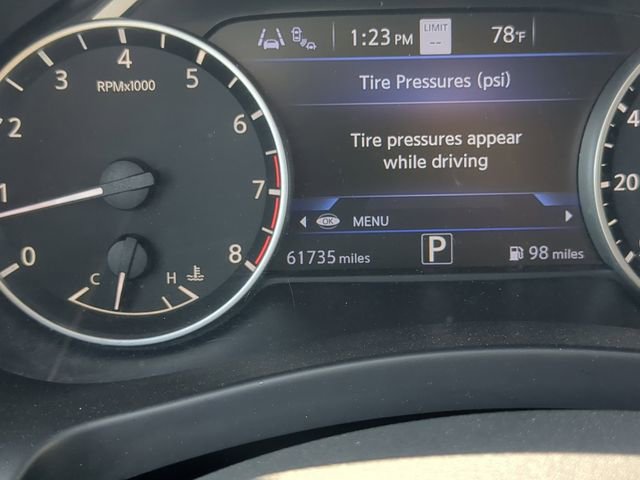 1:23 PM
LIMIT
--
78°F
Tire Pressures (psi)
Tire pressures appear
while driving
OK
MENU
61735 miles
P
98 miles
0
1
2
3
4
5
6
7
8
RPMx1000
C
H
20
4